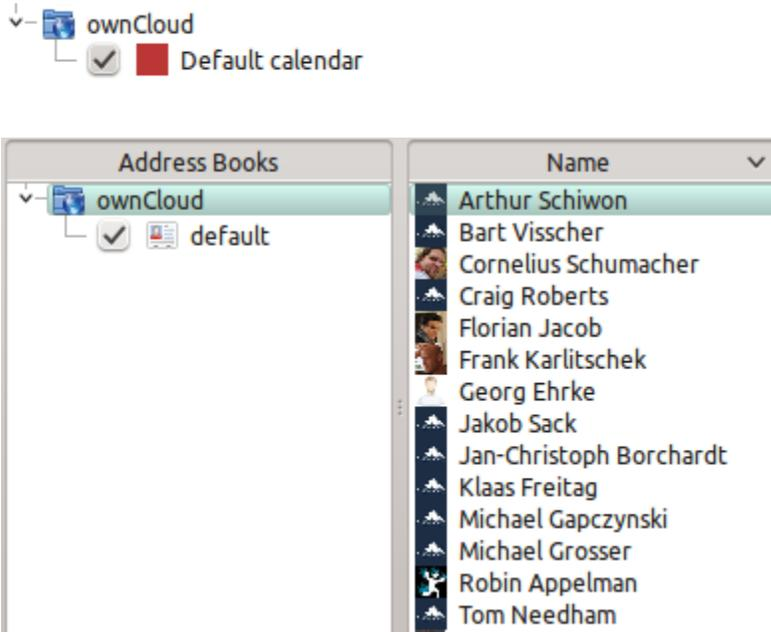 ownCloud
Default calendar
Address Books
Name
ownCloud
default
Arthur Schiwon
Bart Visscher
Cornelius Schumacher
Craig Roberts
Florian Jacob
Frank Karlitschek
Georg Ehrke
Jakob Sack
Jan-Christoph Borchardt
Klaas Freitag
Michael Gapczynski
Michael Grosser
Robin Appelman
Tom Needham